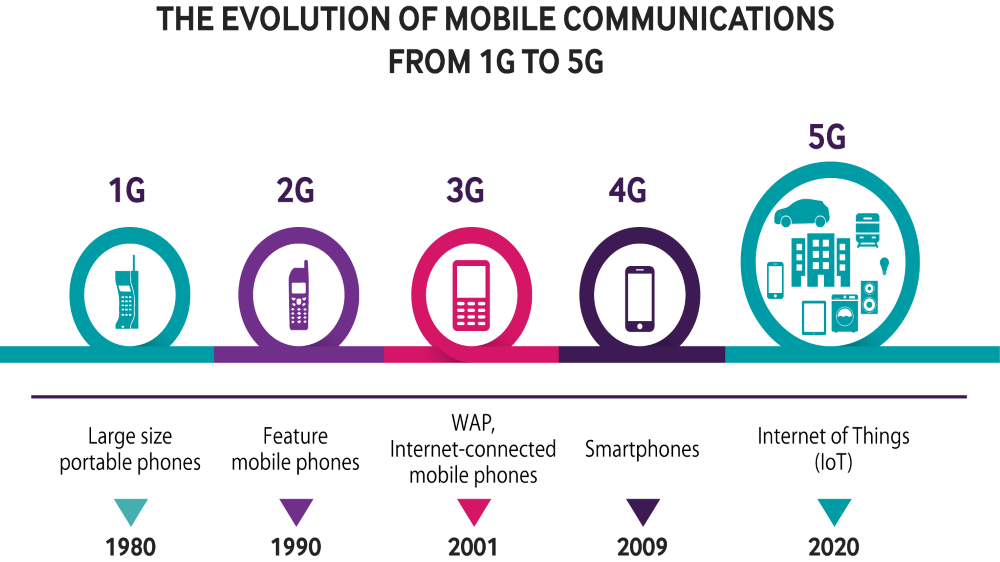 THE EVOLUTION OF MOBILE COMMUNICATIONS
FROM 1G TO 5G
1G
2G
3G
4G
5G
Large size
portable phones
Feature
mobile phones
WAP,
Internet-connected
mobile phones
Smartphones
Internet of Things
(IoT)
1980
1990
2001
2009
2020